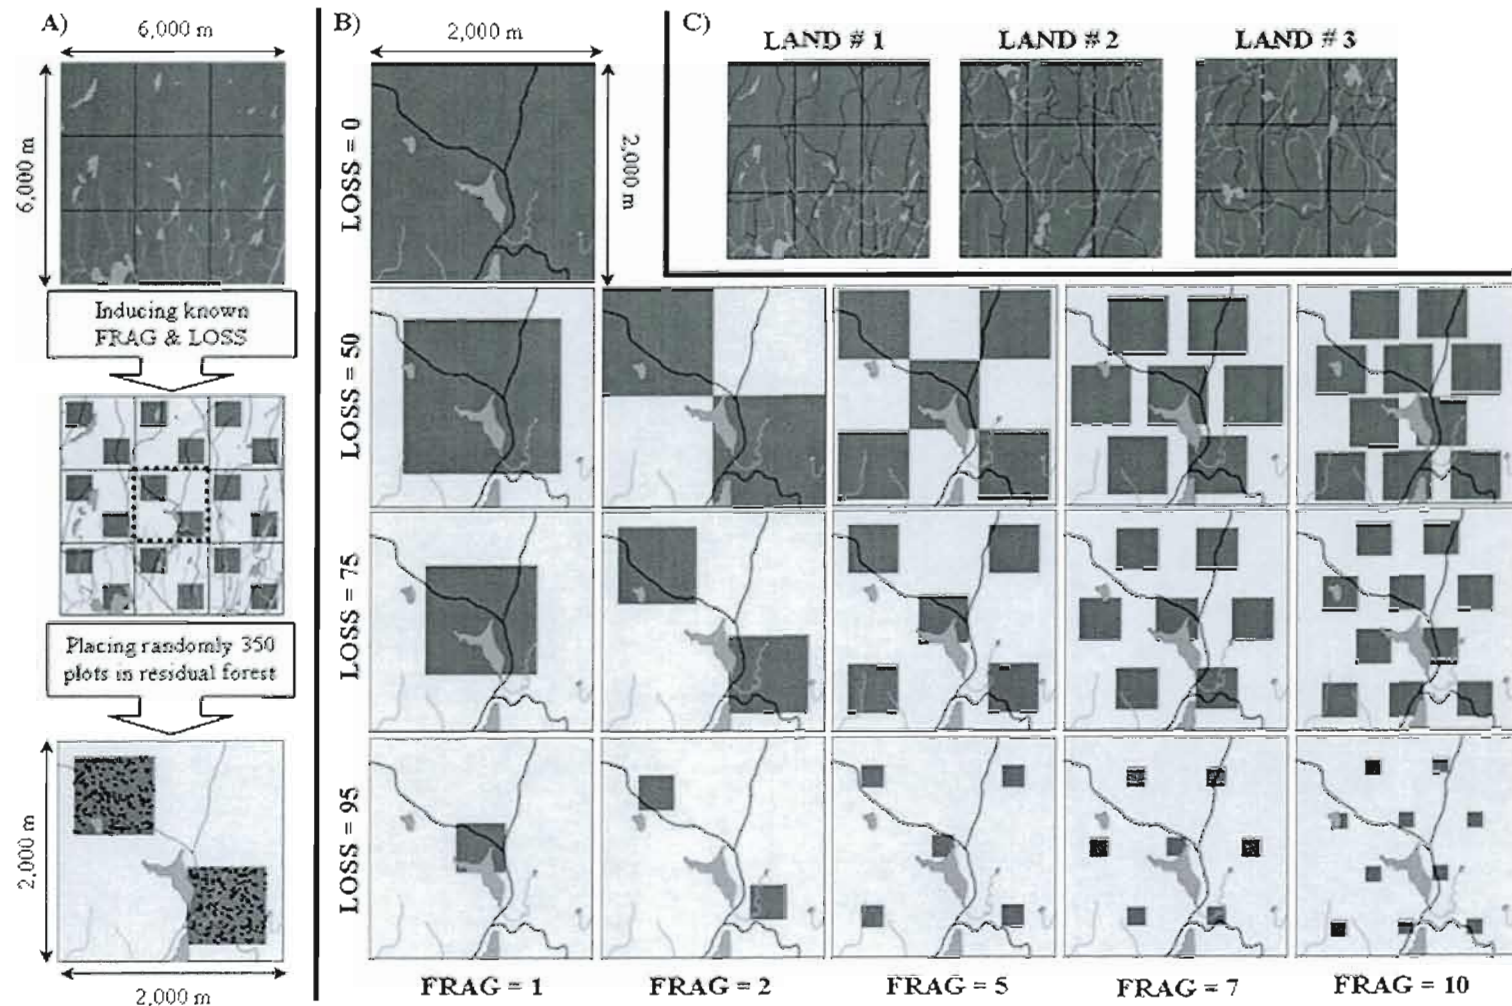 A)
6,000 m
6,000 m
Inducing known
FRAG & LOSS
Placing randomly 350
plots in residual forest
2,000 m
2,000 m
B)
2,000 m
2,000 m
LOSS = 0
LOSS = 50
LOSS = 75
LOSS = 95
FRAG = 1
FRAG = 2
FRAG = 5
FRAG = 7
FRAG = 10
C)
LAND # 1
LAND # 2
LAND # 3